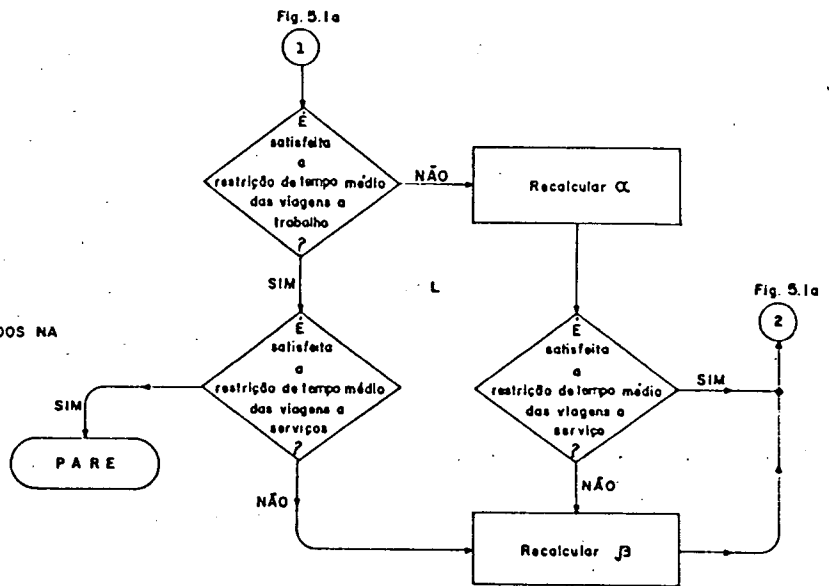 Fig. 5.1a
1
É
satisfeita
a
restrição de tempo médio
das viagens a
trabalho
?
NÃO
Recalcular α
SIM
L
É
satisfeita
a
restrição de tempo médio
das viagens a
serviços
?
SIM
PARE
NÃO
É
satisfeita
a
restrição de tempo médio
das viagens a
serviço
?
SIM
NÃO
Recalcular β
Fig. 5.1a
2
DOS NA